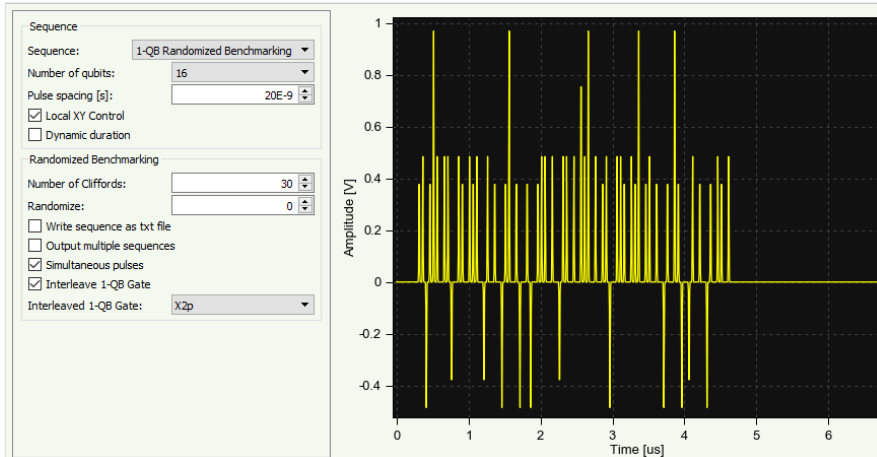 Sequence
Sequence: 1-QB Randomized Benchmarking
Number of qubits: 16
Pulse spacing [s]: 20E-9
Local XY Control
Dynamic duration
Randomized Benchmarking
Number of Cliffords: 30
Randomize: 0
Write sequence as txt file
Output multiple sequences
Simultaneous pulses
Interleave 1-QB Gate
Interleaved 1-QB Gate: X2p
Amplitude [V]
1
0.8
0.6
0.4
0.2
0
-0.2
-0.4
0 1 2 3 4 5 6
Time [us]